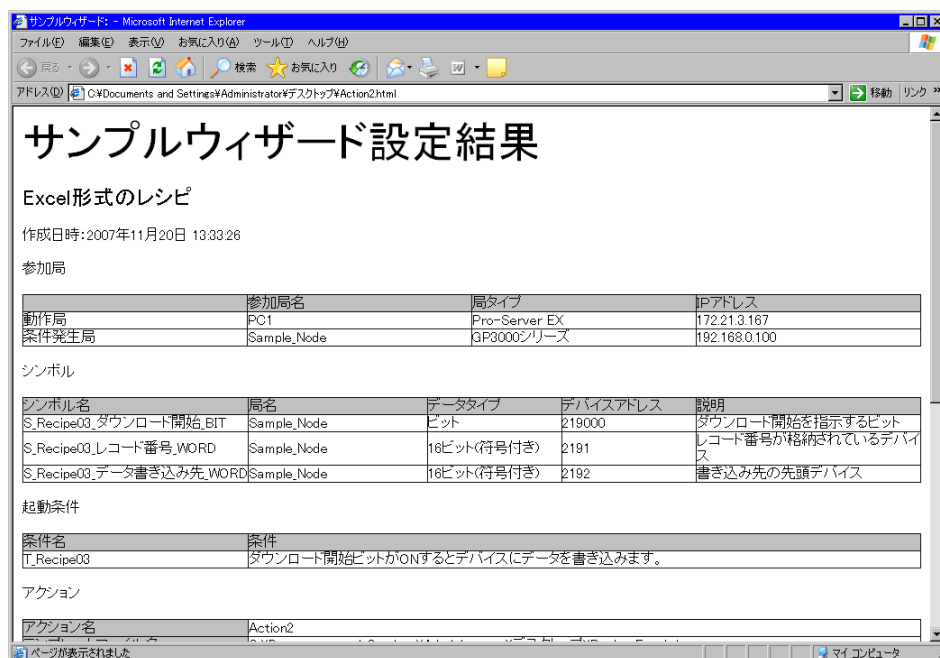 サンプルウィザード: - Microsoft Internet Explorer
ファイル(F) 編集(E) 表示(V) お気に入り(A) ツール(T) ヘルプ(H)
戻る 検索 お気に入り
アドレス(D) C:¥Documents and Settings¥Administrator¥デスクトップ¥Action2.html 移動 リンク »
サンプルウィザード設定結果
Excel形式のレシピ
作成日時:2007年11月20日 13:33:26
参加局
参加局名 局タイプ IPアドレス
動作局 PC1 Pro-Server EX 172.21.3.167
条件発生局 Sample_Node GP3000シリーズ 192.168.0.100
シンボル
シンボル名 局名 データタイプ デバイスアドレス 説明
S_Recipe03_ダウンロード開始_BIT Sample_Node ビット 219000 ダウンロード開始を指示するビット
S_Recipe03_レコード番号_WORD Sample_Node 16ビット(符号付き) 2191 レコード番号が格納されているデバイ
ス
S_Recipe03_データ書き込み先_WORD Sample_Node 16ビット(符号付き) 2192 書き込み先の先頭デバイス
起動条件
条件名 条件
T_Recipe03 ダウンロード開始ビットがONするとデバイスにデータを書き込みます。
アクション
アクション名 Action2
ページが表示されました マイ コンピュータ